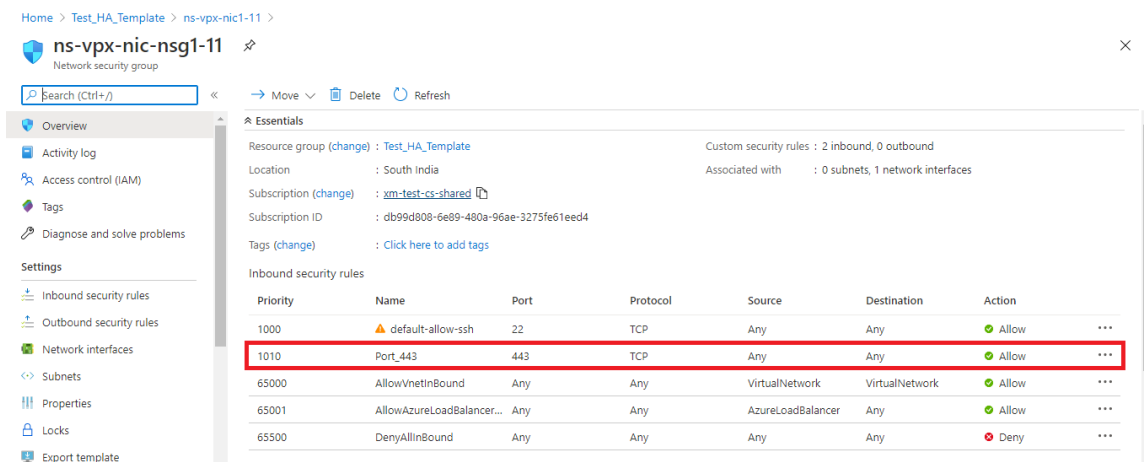 Home > Test_HA_Template > ns-vpx-nic1-11 >
ns-vpx-nic-nsg1-11
Network security group
Search (Ctrl+/)
«
Move
Delete
Refresh
Overview
Activity log
Access control (IAM)
Tags
Diagnose and solve problems
Settings
Inbound security rules
Outbound security rules
Network interfaces
Subnets
Properties
Locks
Export template
Essentials
Resource group (change) : Test_HA_Template
Location : South India
Subscription (change) : xm-test-cs-shared
Subscription ID : db99d808-6e89-480a-96ae-3275fe61eed4
Tags (change) : Click here to add tags
Custom security rules : 2 inbound, 0 outbound
Associated with : 0 subnets, 1 network interfaces
Inbound security rules
Priority Name Port Protocol Source Destination Action
1000 default-allow-ssh 22 TCP Any Any Allow ...
1010 Port_443 443 TCP Any Any Allow ...
65000 AllowVnetInBound Any Any VirtualNetwork VirtualNetwork Allow ...
65001 AllowAzureLoadBalancer... Any Any AzureLoadBalancer Any Allow ...
65500 DenyAllInBound Any Any Any Any Deny ...